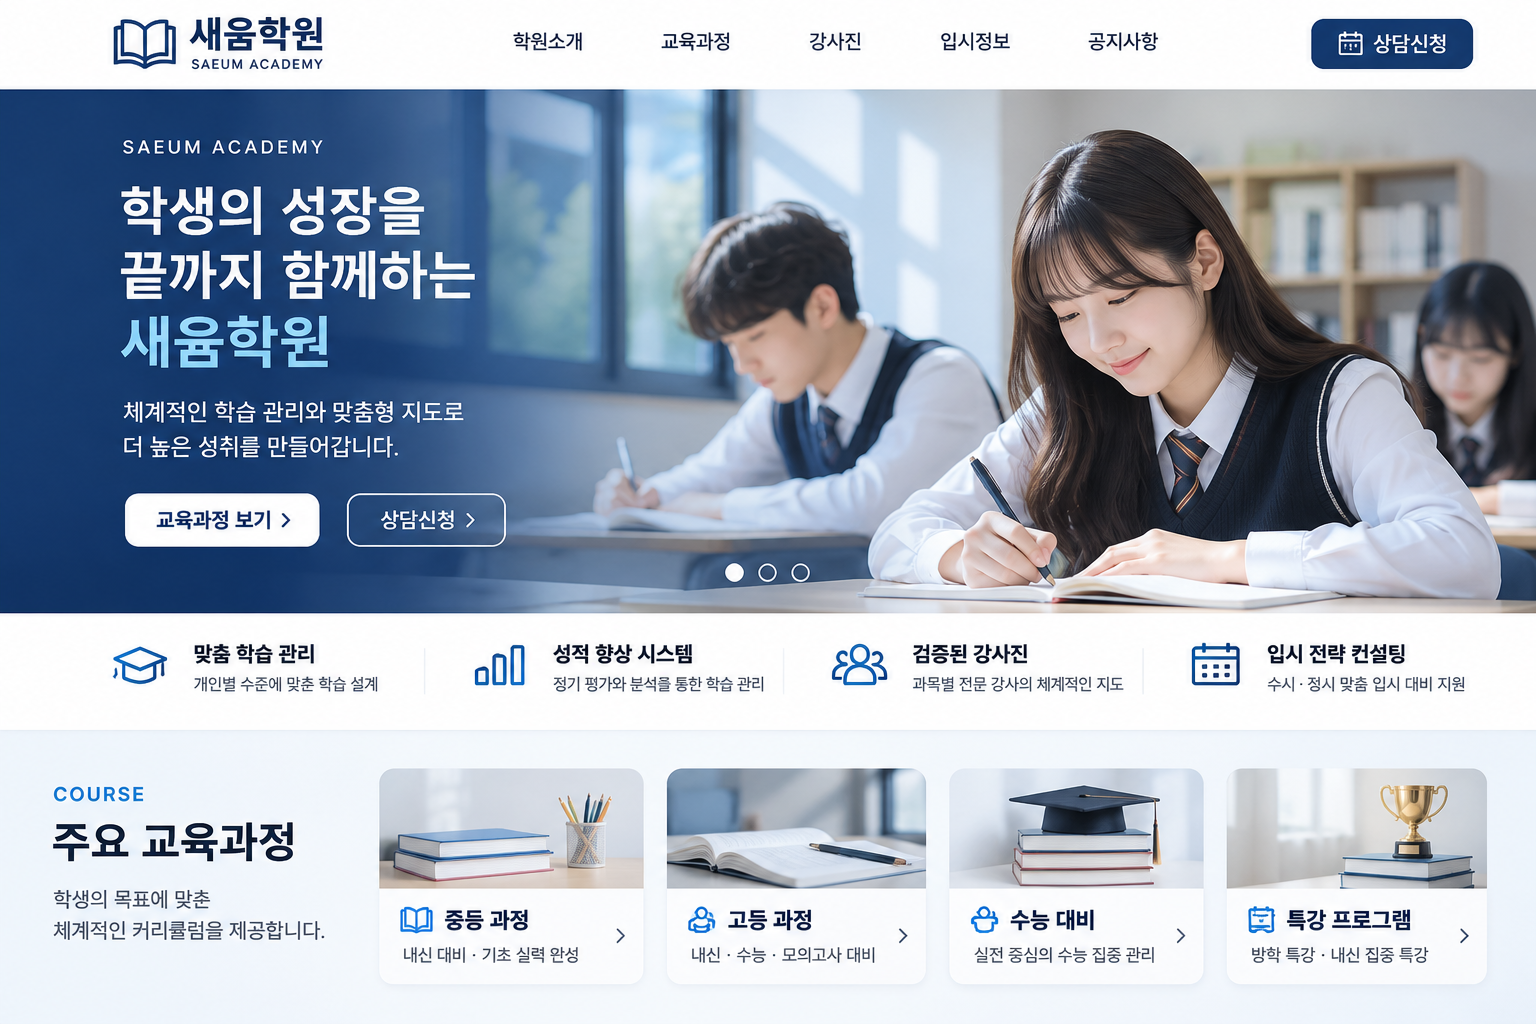 새움학원
SAEUM ACADEMY
학원소개
교육과정
강사진
입시정보
공지사항
상담신청
SAEUM ACADEMY
학생의 성장을
끝까지 함께하는
새윰학원
체계적인 학습 관리와 맞춤형 지도로
더 높은 성취를 만들어갑니다.
교육과정 보기
상담신청
맞춤 학습 관리
개인별 수준에 맞춘 학습 설계
성적 향상 시스템
정기 평가와 분석을 통한 학습 관리
검증된 강사진
과목별 전문 강사의 체계적인 지도
입시 전략 컨설팅
수시 · 정시 맞춤 입시 대비 지원
COURSE
주요 교육과정
학생의 목표에 맞춘
체계적인 커리큘럼을 제공합니다.
중등 과정
내신 대비 · 기초 실력 완성
고등 과정
내신 · 수능 · 모의고사 대비
수능 대비
실전 중심의 수능 집중 관리
특강 프로그램
방학 특강 · 내신 집중 특강